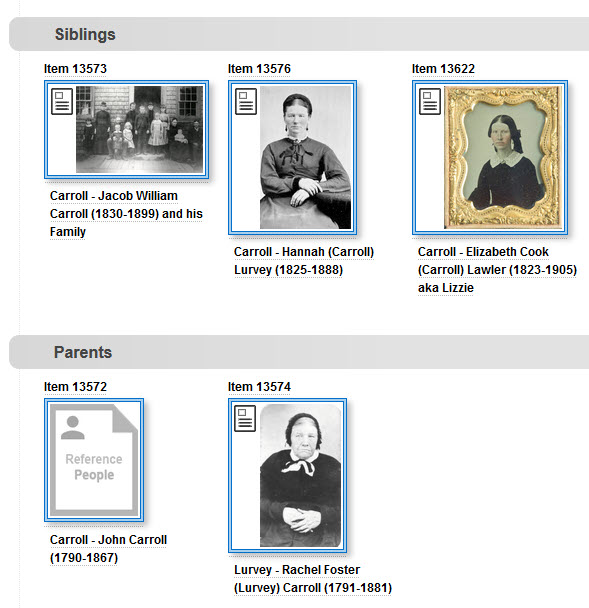 Siblings
Item 13573
Item 13576
Item 13622
Carroll - Jacob William
Carroll (1830-1899) and his
Family
Carroll - Hannah (Carroll)
Lurvey (1825-1888)
Carroll - Elizabeth Cook
(Carroll) Lawler (1823-1905)
aka Lizzie
Parents
Item 13572
Item 13574
Reference
People
Carroll - John Carroll
(1790-1867)
Lurvey - Rachel Foster
(Lurvey) Carroll (1791-1881)